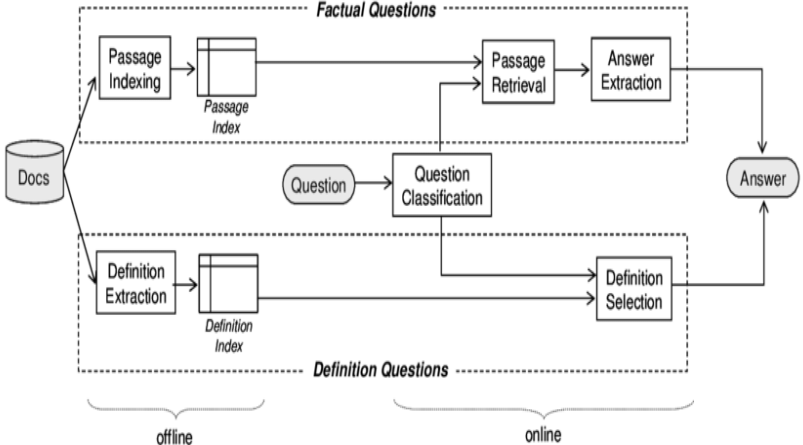 Factual Questions
Passage
Indexing
Passage
Index
Passage
Retrieval
Answer
Extraction
Docs
Question
Question
Classification
Answer
Definition
Extraction
Definition
Index
Definition
Selection
Definition Questions
offline
online